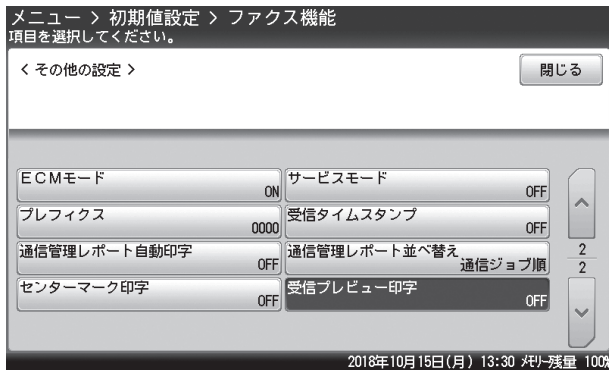 メニュー > 初期値設定 > ファクス機能
項目を選択してください。
< その他の設定 >
閉じる
ECMモード
ON
サービスモード
OFF
プレフィクス
0000
受信タイムスタンプ
OFF
通信管理レポート自動印字
OFF
通信管理レポート並べ替え
通信ジョブ順
センターマーク印字
OFF
受信プレビュー印字
OFF
2
2
2018年10月15日(月) 13:30 メモリー残量 100%